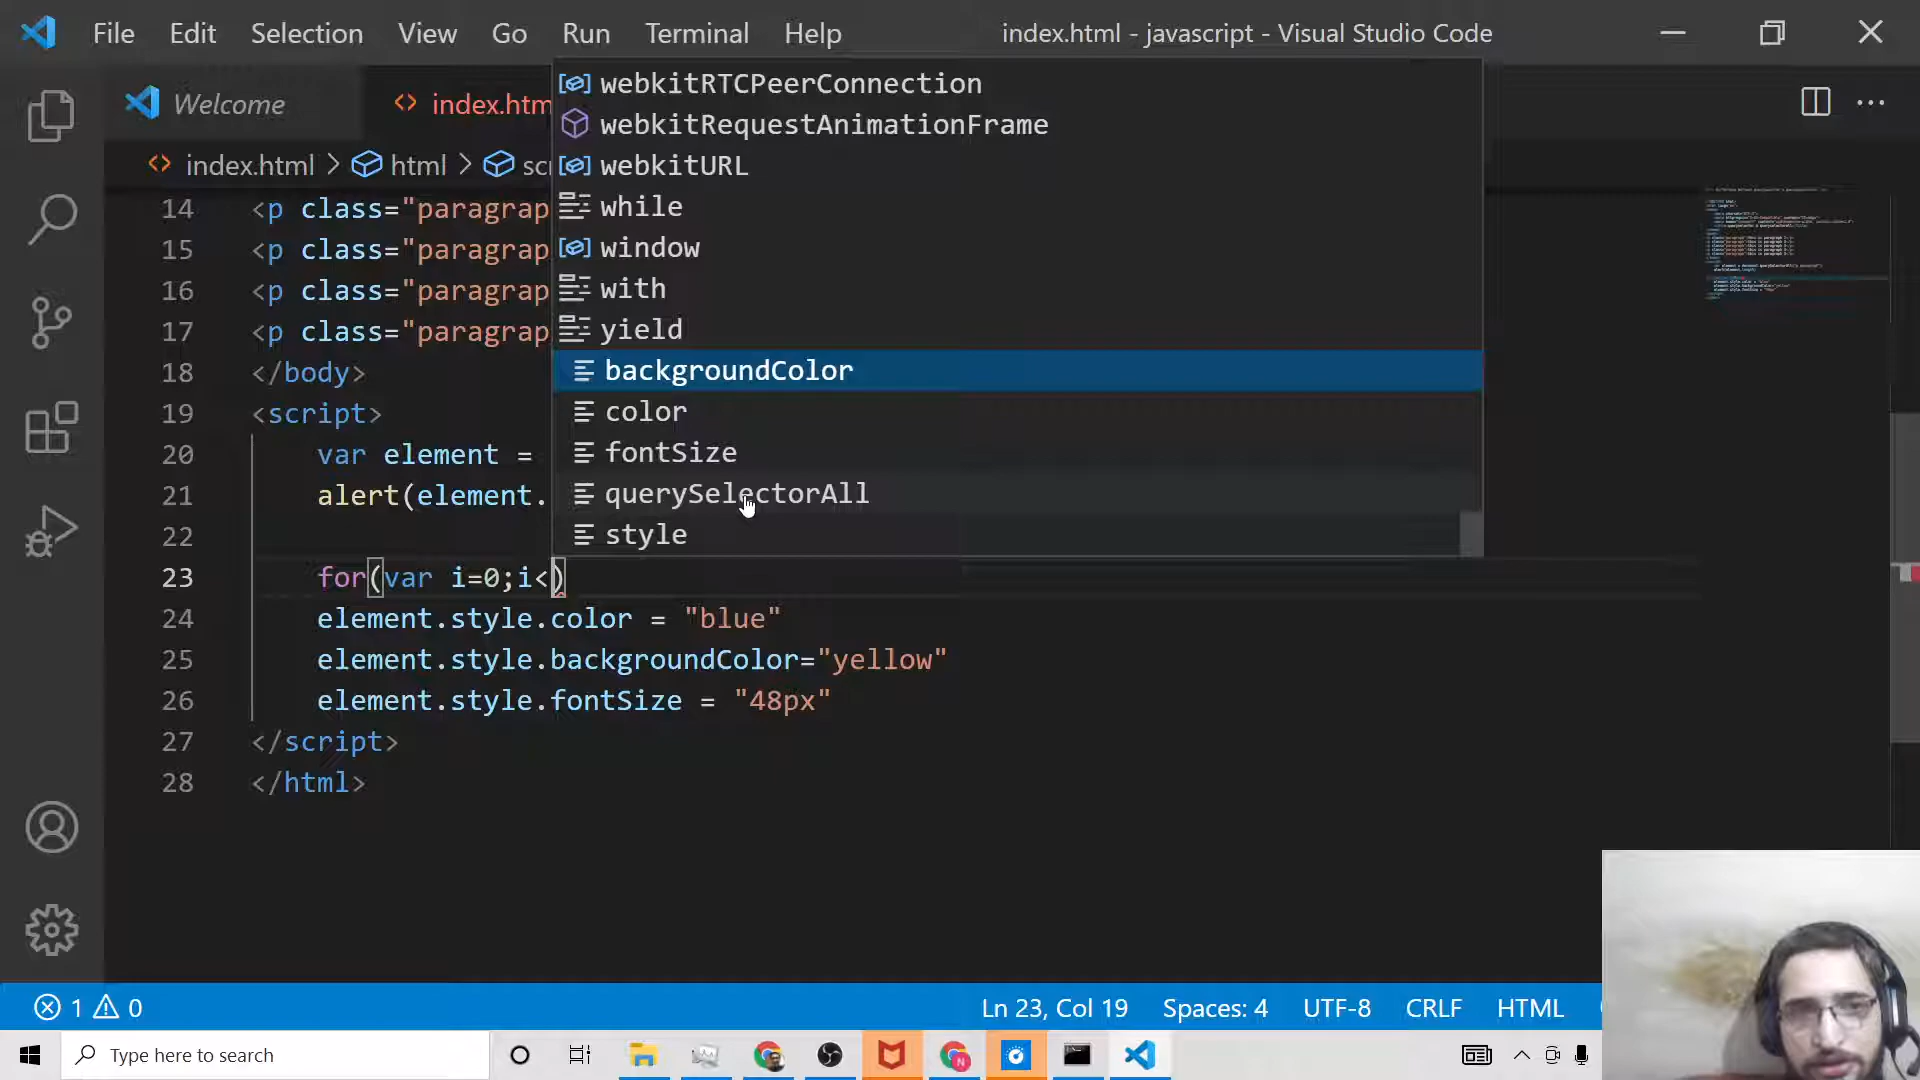 File Edit Selection View Go Run Terminal Help index.html - javascript - Visual Studio Code
Welcome index.htm
index.html > html > sc
webkitRTCPeerConnection
webkitRequestAnimationFrame
webkitURL
while
window
with
yield
backgroundColor
color
fontSize
querySelectorAll
style
14 <p class="paragrap
15 <p class="paragrap
16 <p class="paragrap
17 <p class="paragrap
18 </body>
19 <script>
20 var element =
21 alert(element.
22
23 for(var i=0;i<)
24 element.style.color = "blue"
25 element.style.backgroundColor="yellow"
26 element.style.fontSize = "48px"
27 </script>
28 </html>
1 0 Ln 23, Col 19 Spaces: 4 UTF-8 CRLF HTML
Type here to search